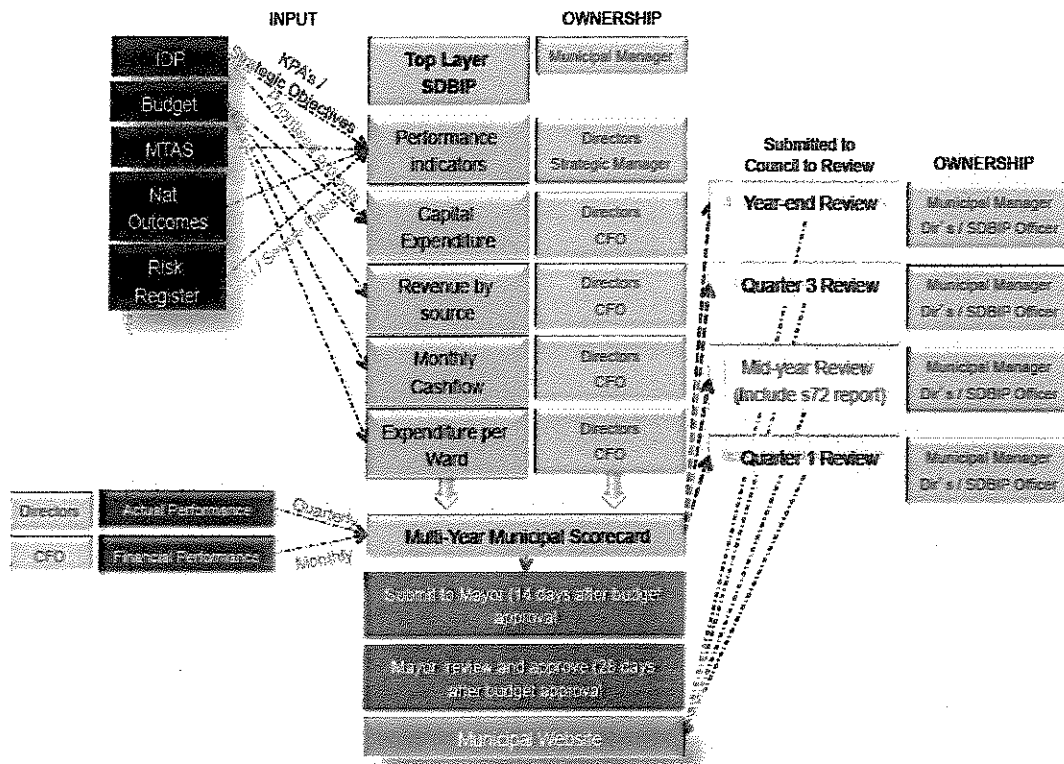 INPUT
OWNERSHIP
IDP
Budget
MTAS
Nat
Outcomes
Risk
Register
KPA's /
Strategic Objectives
Top Layer
SDBIP
Municipal Manager
Performance
indicators
Directors
Strategic Manager
Capital
Expenditure
Directors
CFO
Revenue by
source
Directors
CFO
Monthly
Cashflow
Directors
CFO
Expenditure per
Ward
Directors
CFO
Submitted to
Council to Review
OWNERSHIP
Year-end Review
Municipal Manager
Dir's / SDBIP Officer
Quarter 3 Review
Municipal Manager
Dir's / SDBIP Officer
Mid-year Review
(Include s72 report)
Municipal Manager
Dir's / SDBIP Officer
Quarter 1 Review
Municipal Manager
Dir's / SDBIP Officer
Directors
Actual Performance
Quarterly
CFO
Financial Performance
Monthly
Multi-Year Municipal Scorecard
Submit to Mayor (14 days after budget
approval
Mayor review and approve (28 days
after budget approval
Municipal Website